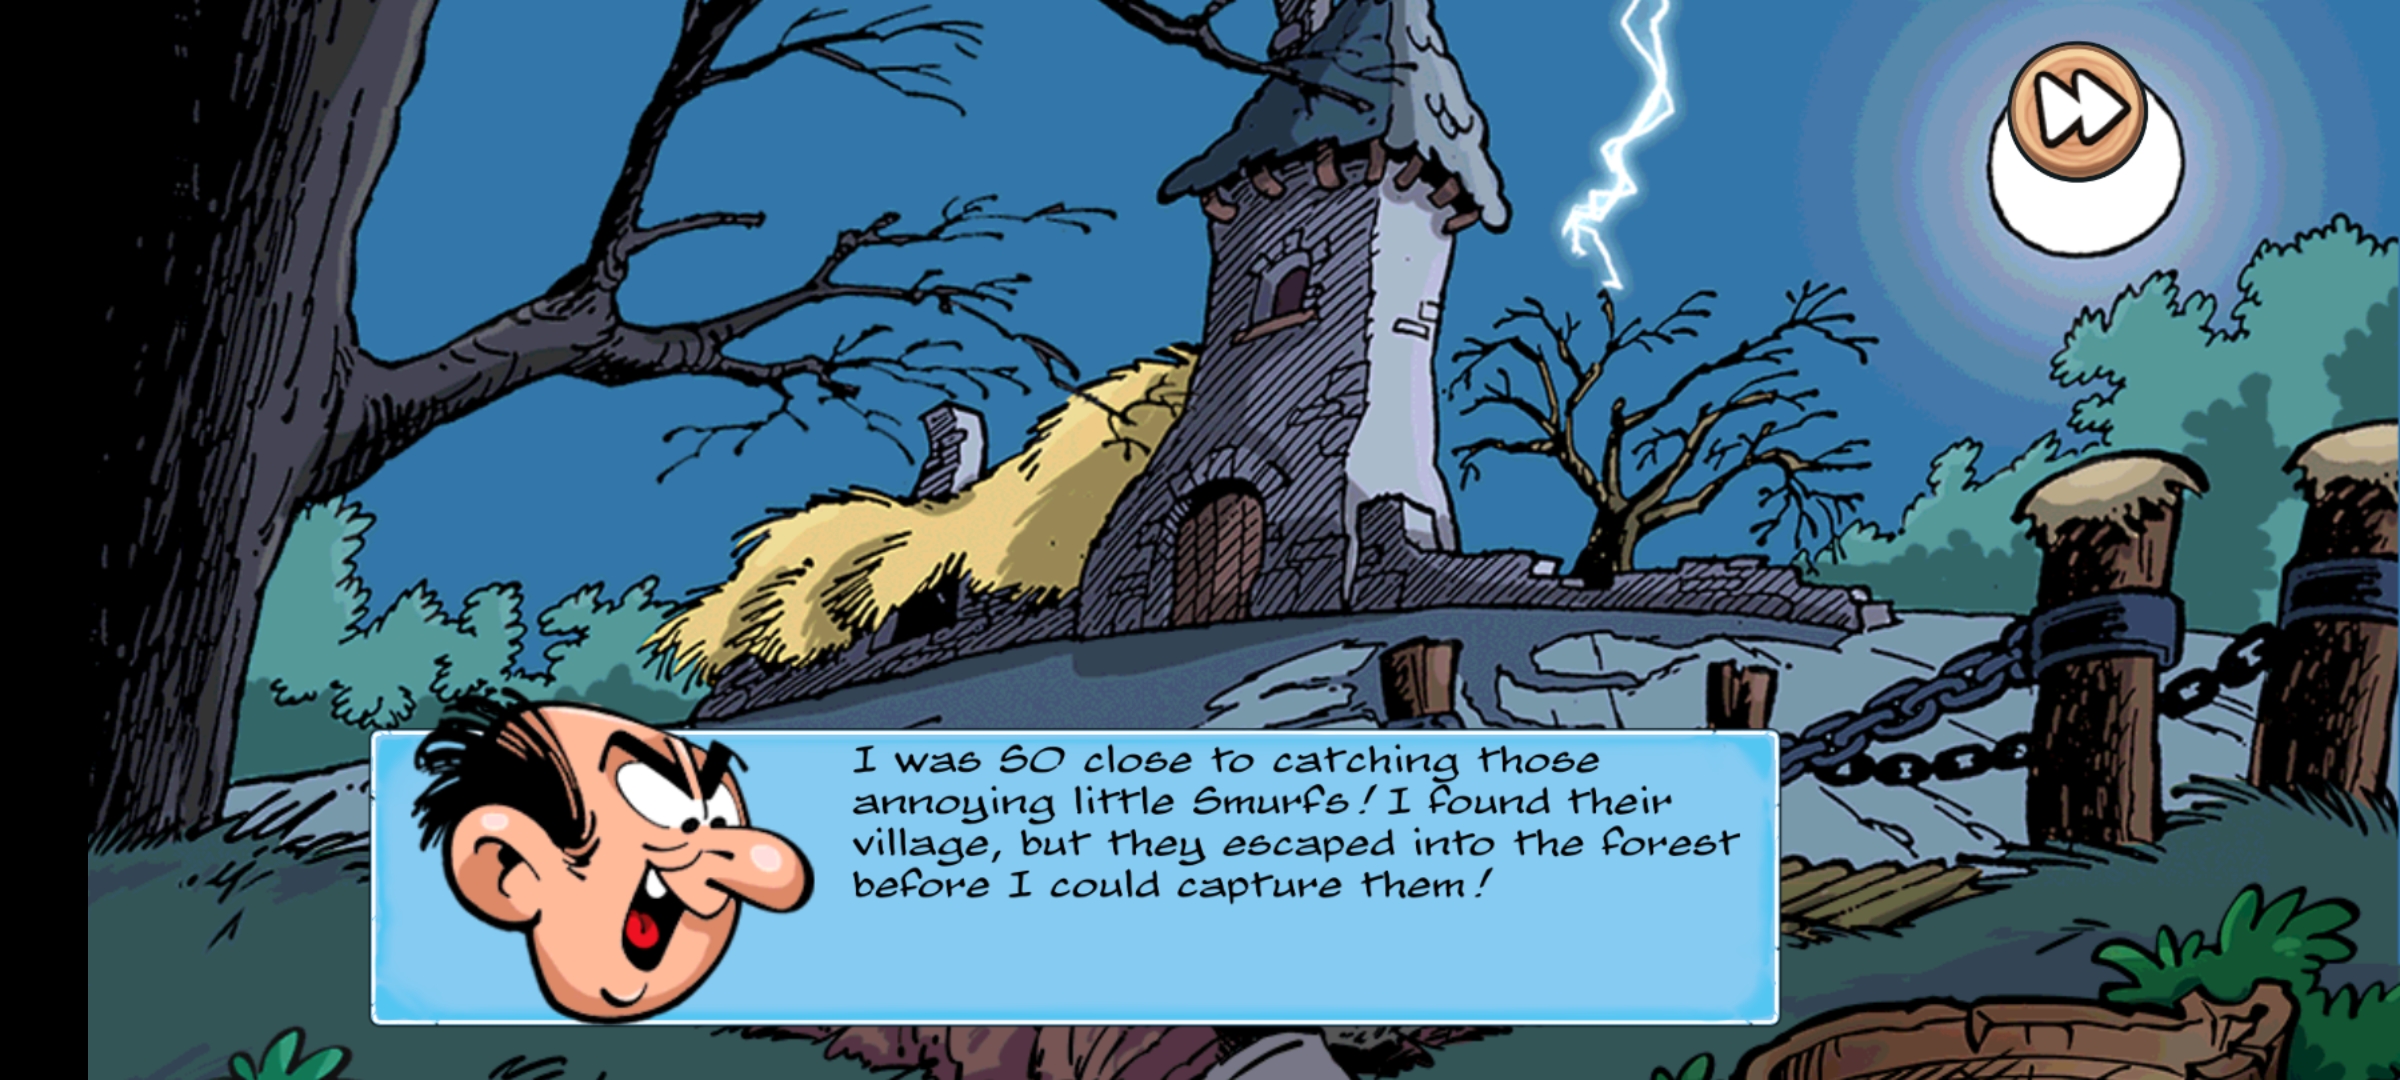 I was SO close to catching those
annoying little Smurfs! I found their
village, but they escaped into the forest
before I could capture them!